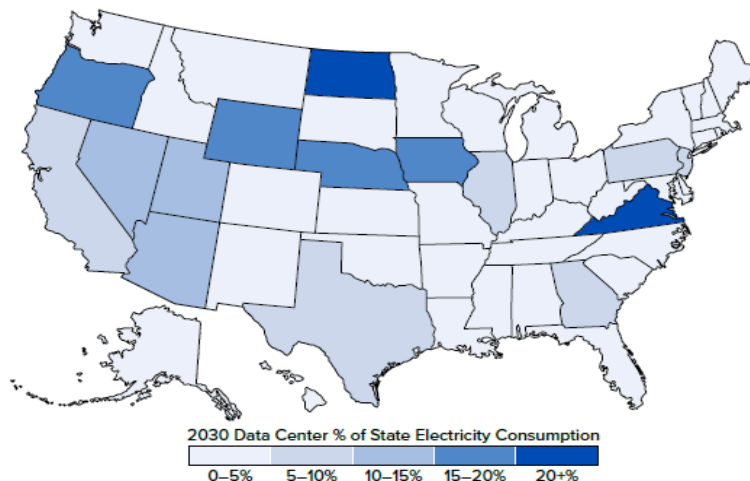 2030 Data Center % of State Electricity Consumption
0–5% 5–10% 10–15% 15–20% 20+%